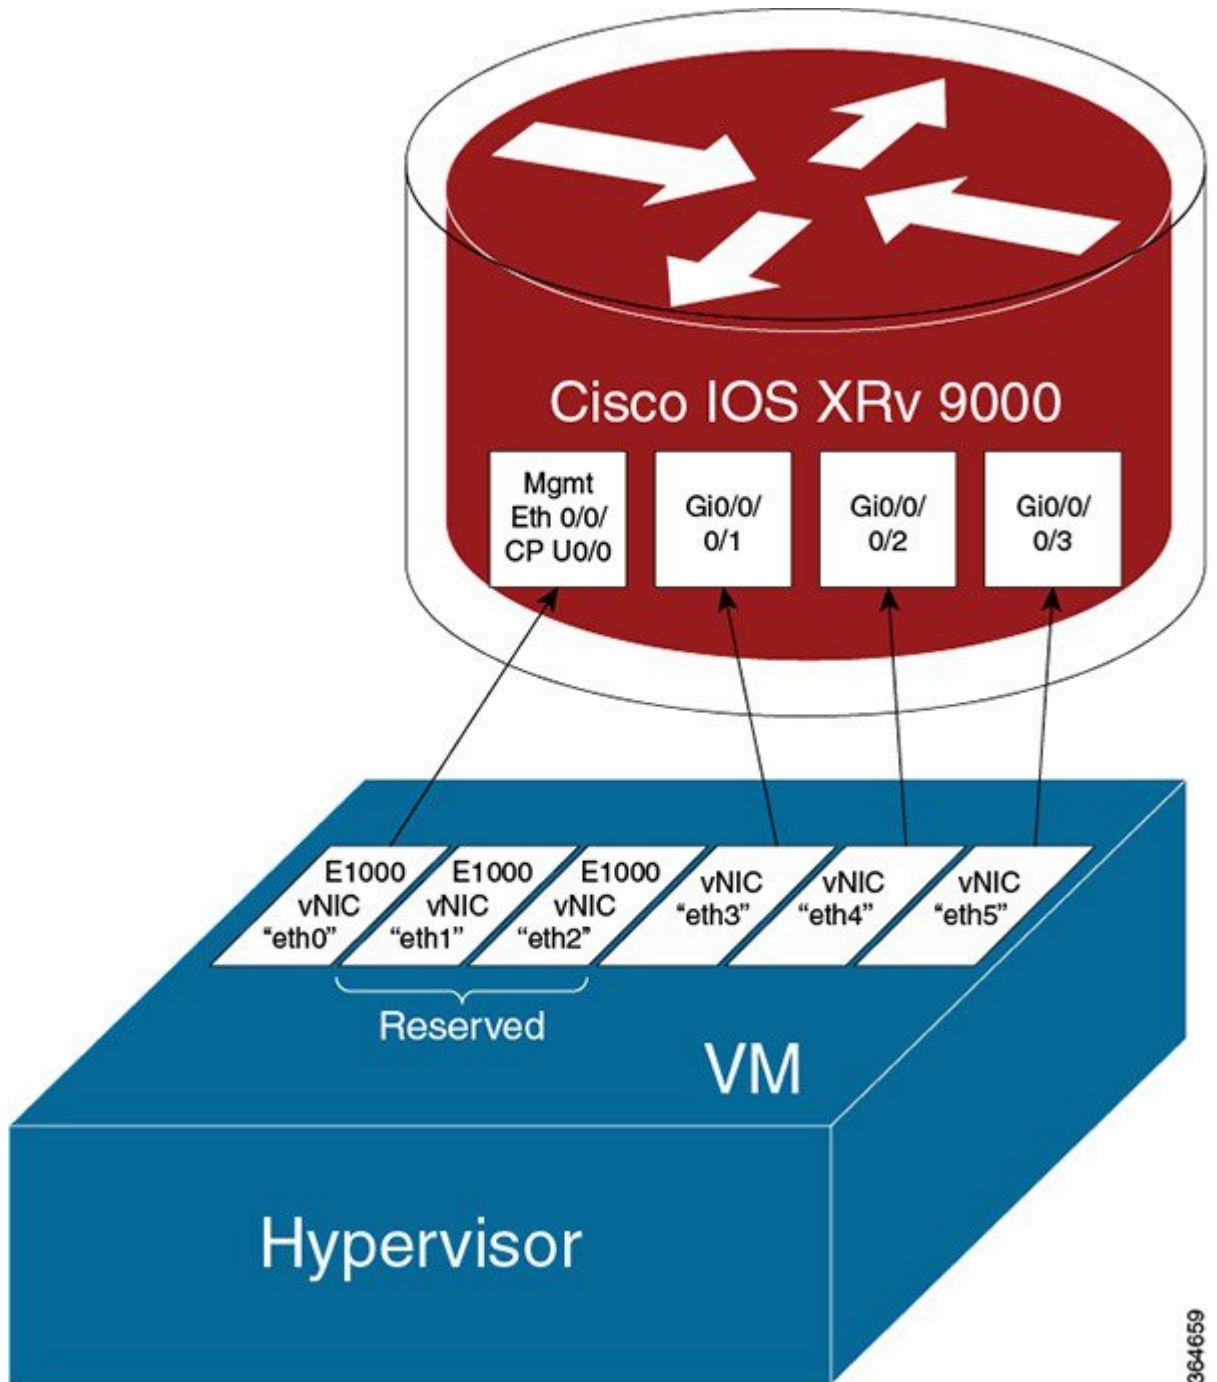 Cisco IOS XRv 9000
Mgmt
Eth 0/0/
CP U0/0
Gi0/0/
0/1
Gi0/0/
0/2
Gi0/0/
0/3
E1000
vNIC
“eth0”
E1000
vNIC
“eth1”
E1000
vNIC
“eth2”
vNIC
“eth3”
vNIC
“eth4”
vNIC
“eth5”
Reserved
VM
Hypervisor
364659